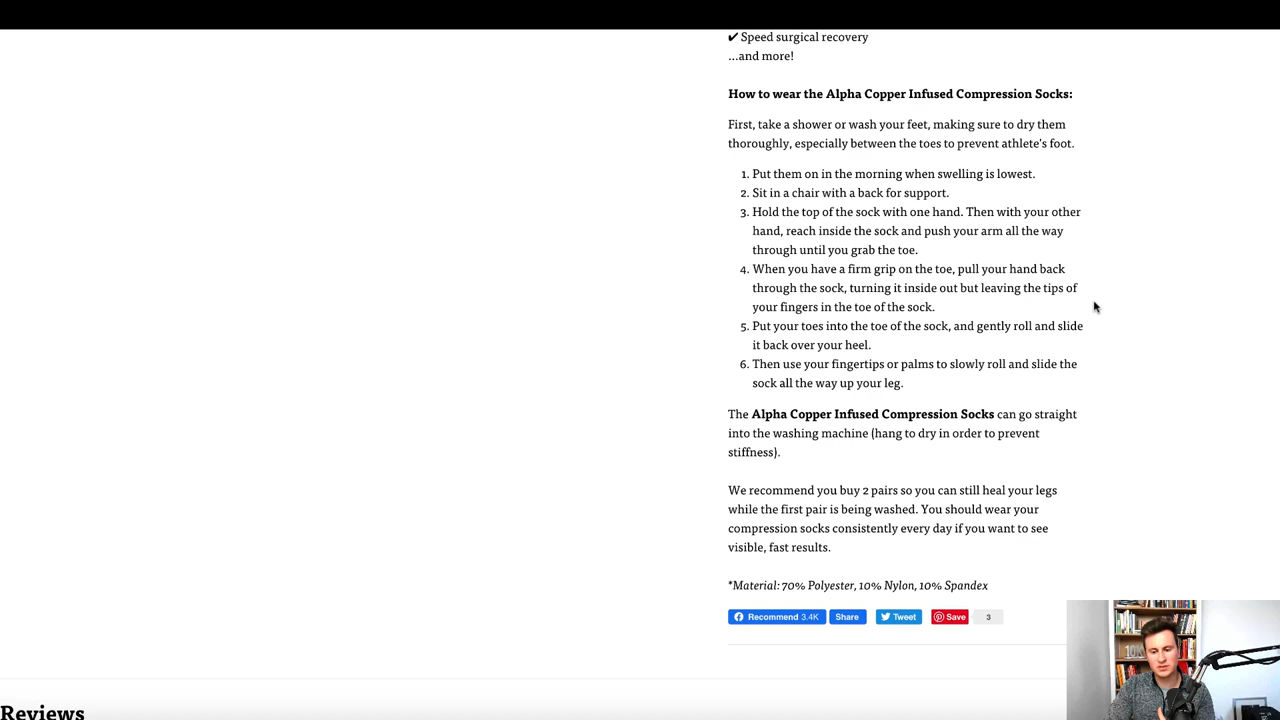 ✔ Speed surgical recovery
...and more!
How to wear the Alpha Copper Infused Compression Socks:
First, take a shower or wash your feet, making sure to dry them
thoroughly, especially between the toes to prevent athlete's foot.
1. Put them on in the morning when swelling is lowest.
2. Sit in a chair with a back for support.
3. Hold the top of the sock with one hand. Then with your other
hand, reach inside the sock and push your arm all the way
through until you grab the toe.
4. When you have a firm grip on the toe, pull your hand back
through the sock, turning it inside out but leaving the tips of
your fingers in the toe of the sock.
5. Put your toes into the toe of the sock, and gently roll and slide
it back over your heel.
6. Then use your fingertips or palms to slowly roll and slide the
sock all the way up your leg.
The Alpha Copper Infused Compression Socks can go straight
into the washing machine (hang to dry in order to prevent
stiffness).
We recommend you buy 2 pairs so you can still heal your legs
while the first pair is being washed. You should wear your
compression socks consistently every day if you want to see
visible, fast results.
*Material: 70% Polyester, 10% Nylon, 10% Spandex
Recommend 3.4K Share Tweet Save 3
Reviews